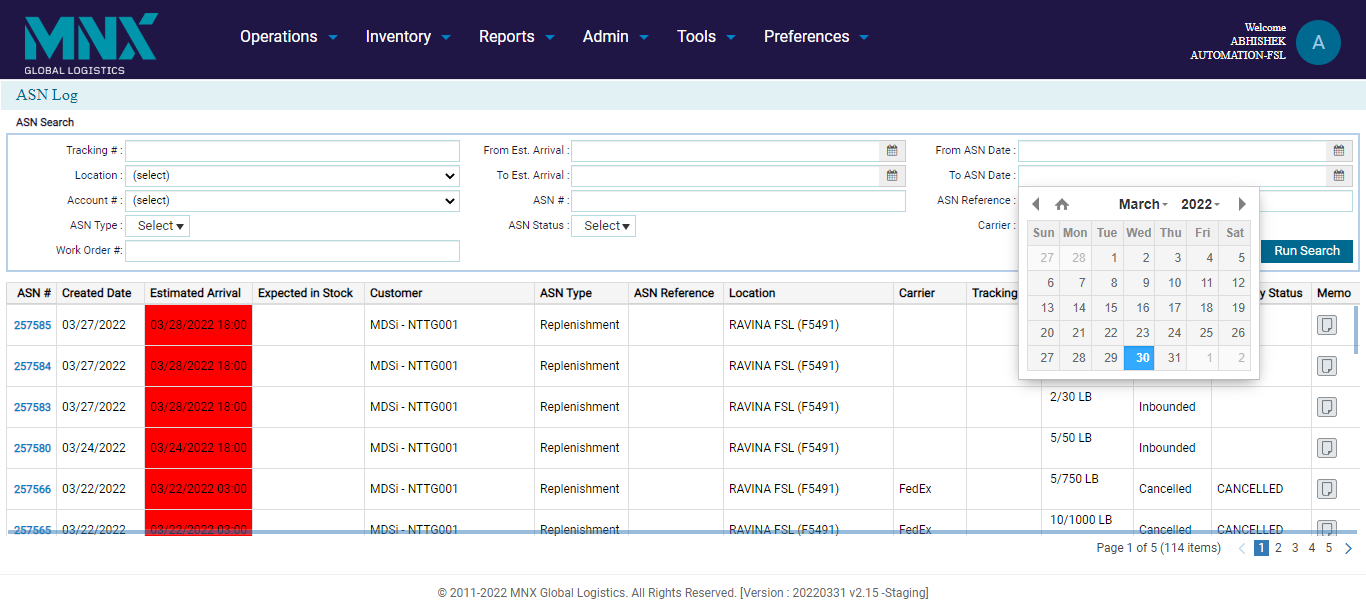 MNX
GLOBAL LOGISTICS
Operations Inventory Reports Admin Tools Preferences
Welcome
ABHISHEK
AUTOMATION-FSL
A
ASN Log
ASN Search
Tracking # : From Est. Arrival : From ASN Date :
Location : (select) To Est. Arrival : To ASN Date :
Account # : (select) ASN # : ASN Reference :
ASN Type : Select ASN Status : Select Carrier :
Work Order #: Run Search
March 2022
Sun Mon Tue Wed Thu Fri Sat
27 28 1 2 3 4 5
6 7 8 9 10 11 12
13 14 15 16 17 18 19
20 21 22 23 24 25 26
27 28 29 30 31 1 2
ASN # Created Date Estimated Arrival Expected in Stock Customer ASN Type ASN Reference Location Carrier Tracking y Status Memo
257585 03/27/2022 03/28/2022 18:00 MDSi - NTTG001 Replenishment RAVINA FSL (F5491)
257584 03/27/2022 03/28/2022 18:00 MDSi - NTTG001 Replenishment RAVINA FSL (F5491)
257583 03/27/2022 03/28/2022 18:00 MDSi - NTTG001 Replenishment RAVINA FSL (F5491) 2/30 LB Inbounded
257580 03/24/2022 03/24/2022 18:00 MDSi - NTTG001 Replenishment RAVINA FSL (F5491) 5/50 LB Inbounded
257566 03/22/2022 03/22/2022 03:00 MDSi - NTTG001 Replenishment RAVINA FSL (F5491) FedEx 5/750 LB Cancelled CANCELLED
257565 03/22/2022 03/22/2022 03:00 MDSi - NTTG001 Replenishment RAVINA FSL (F5491) FedEx 10/1000 LB Cancelled CANCELLED
Page 1 of 5 (114 items) 1 2 3 4 5
© 2011-2022 MNX Global Logistics. All Rights Reserved. [Version : 20220331 v2.15 -Staging]